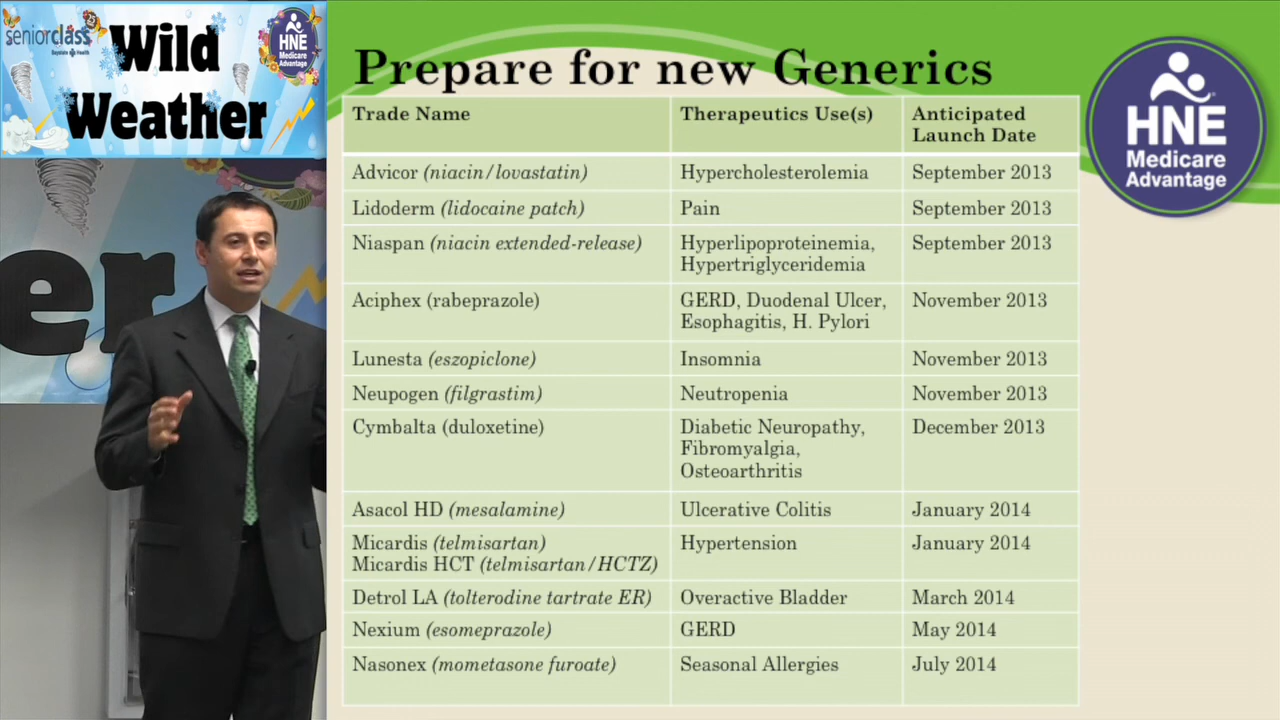 seniorclass
Baystate Health
HNE
Medicare
Advantage
Wild
Weather
er
Prepare for new Generics
HNE
Medicare
Advantage
Trade Name Therapeutics Use(s) Anticipated
Launch Date
Advicor (niacin/lovastatin) Hypercholesterolemia September 2013
Lidoderm (lidocaine patch) Pain September 2013
Niaspan (niacin extended-release) Hyperlipoproteinemia, September 2013
Hypertriglyceridemia
Aciphex (rabeprazole) GERD, Duodenal Ulcer, November 2013
Esophagitis, H. Pylori
Lunesta (eszopiclone) Insomnia November 2013
Neupogen (filgrastim) Neutropenia November 2013
Cymbalta (duloxetine) Diabetic Neuropathy, December 2013
Fibromyalgia,
Osteoarthritis
Asacol HD (mesalamine) Ulcerative Colitis January 2014
Micardis (telmisartan) Hypertension January 2014
Micardis HCT (telmisartan/HCTZ)
Detrol LA (tolterodine tartrate ER) Overactive Bladder March 2014
Nexium (esomeprazole) GERD May 2014
Nasonex (mometasone furoate) Seasonal Allergies July 2014